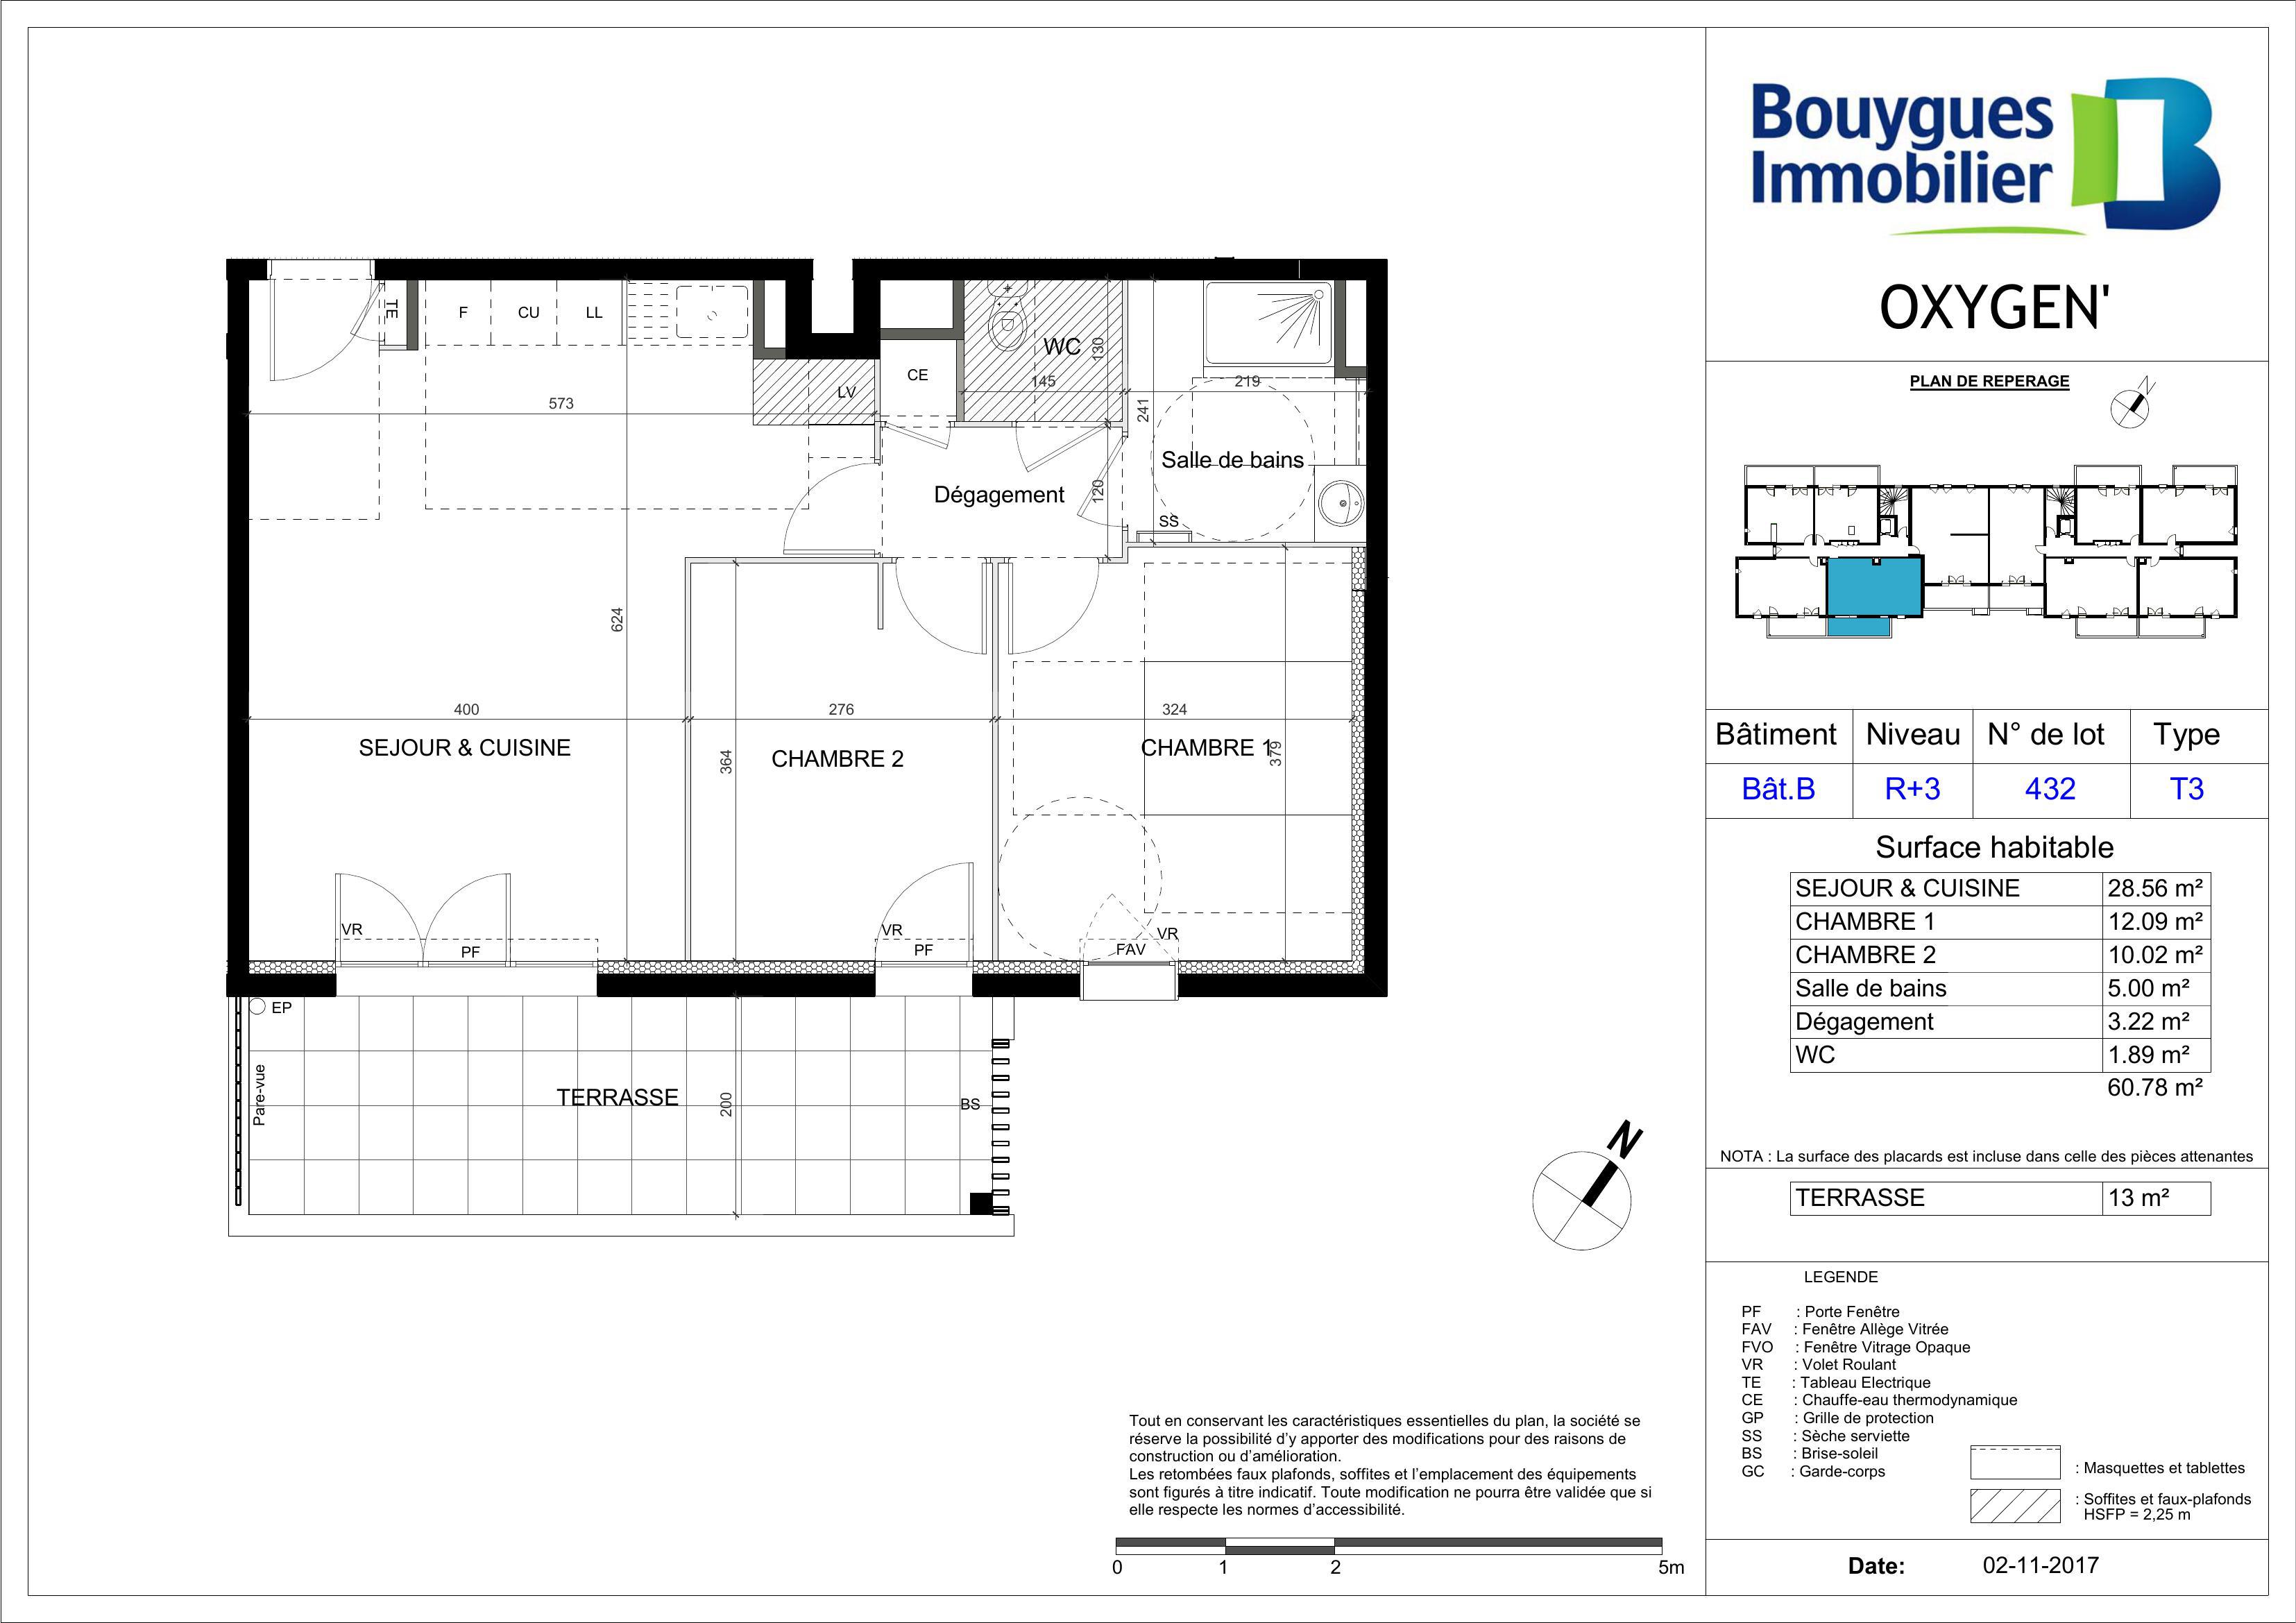 Bouygues
Immobilier
OXYGEN'
PLAN DE REPERAGE
N
Bâtiment Niveau N° de lot Type
Bât.B R+3 432 T3
Surface habitable
SEJOUR & CUISINE 28.56 m²
CHAMBRE 1 12.09 m²
CHAMBRE 2 10.02 m²
Salle de bains 5.00 m²
Dégagement 3.22 m²
WC 1.89 m²
60.78 m²
NOTA : La surface des placards est incluse dans celle des pièces attenantes
TERRASSE 13 m²
LEGENDE
PF : Porte Fenêtre
FAV : Fenêtre Allège Vitrée
FVO : Fenêtre Vitrage Opaque
VR : Volet Roulant
TE : Tableau Electrique
CE : Chauffe-eau thermodynamique
GP : Grille de protection
SS : Sèche serviette
BS : Brise-soleil
GC : Garde-corps
: Masquettes et tablettes
: Soffites et faux-plafonds
HSFP = 2,25 m
Date: 02-11-2017
TE
F CU LL
LV
CE
WC
130
145
219
241
573
Salle de bains
Dégagement
120
SS
624
400
276
324
SEJOUR & CUISINE
364
CHAMBRE 2
CHAMBRE 1
379
VR
PF
VR
PF
VR
FAV
EP
Pare-vue
TERRASSE
200
BS
N
Tout en conservant les caractéristiques essentielles du plan, la société se
réserve la possibilité d'y apporter des modifications pour des raisons de
construction ou d'amélioration.
Les retombées faux plafonds, soffites et l'emplacement des équipements
sont figurés à titre indicatif. Toute modification ne pourra être validée que si
elle respecte les normes d'accessibilité.
0 1 2 5m